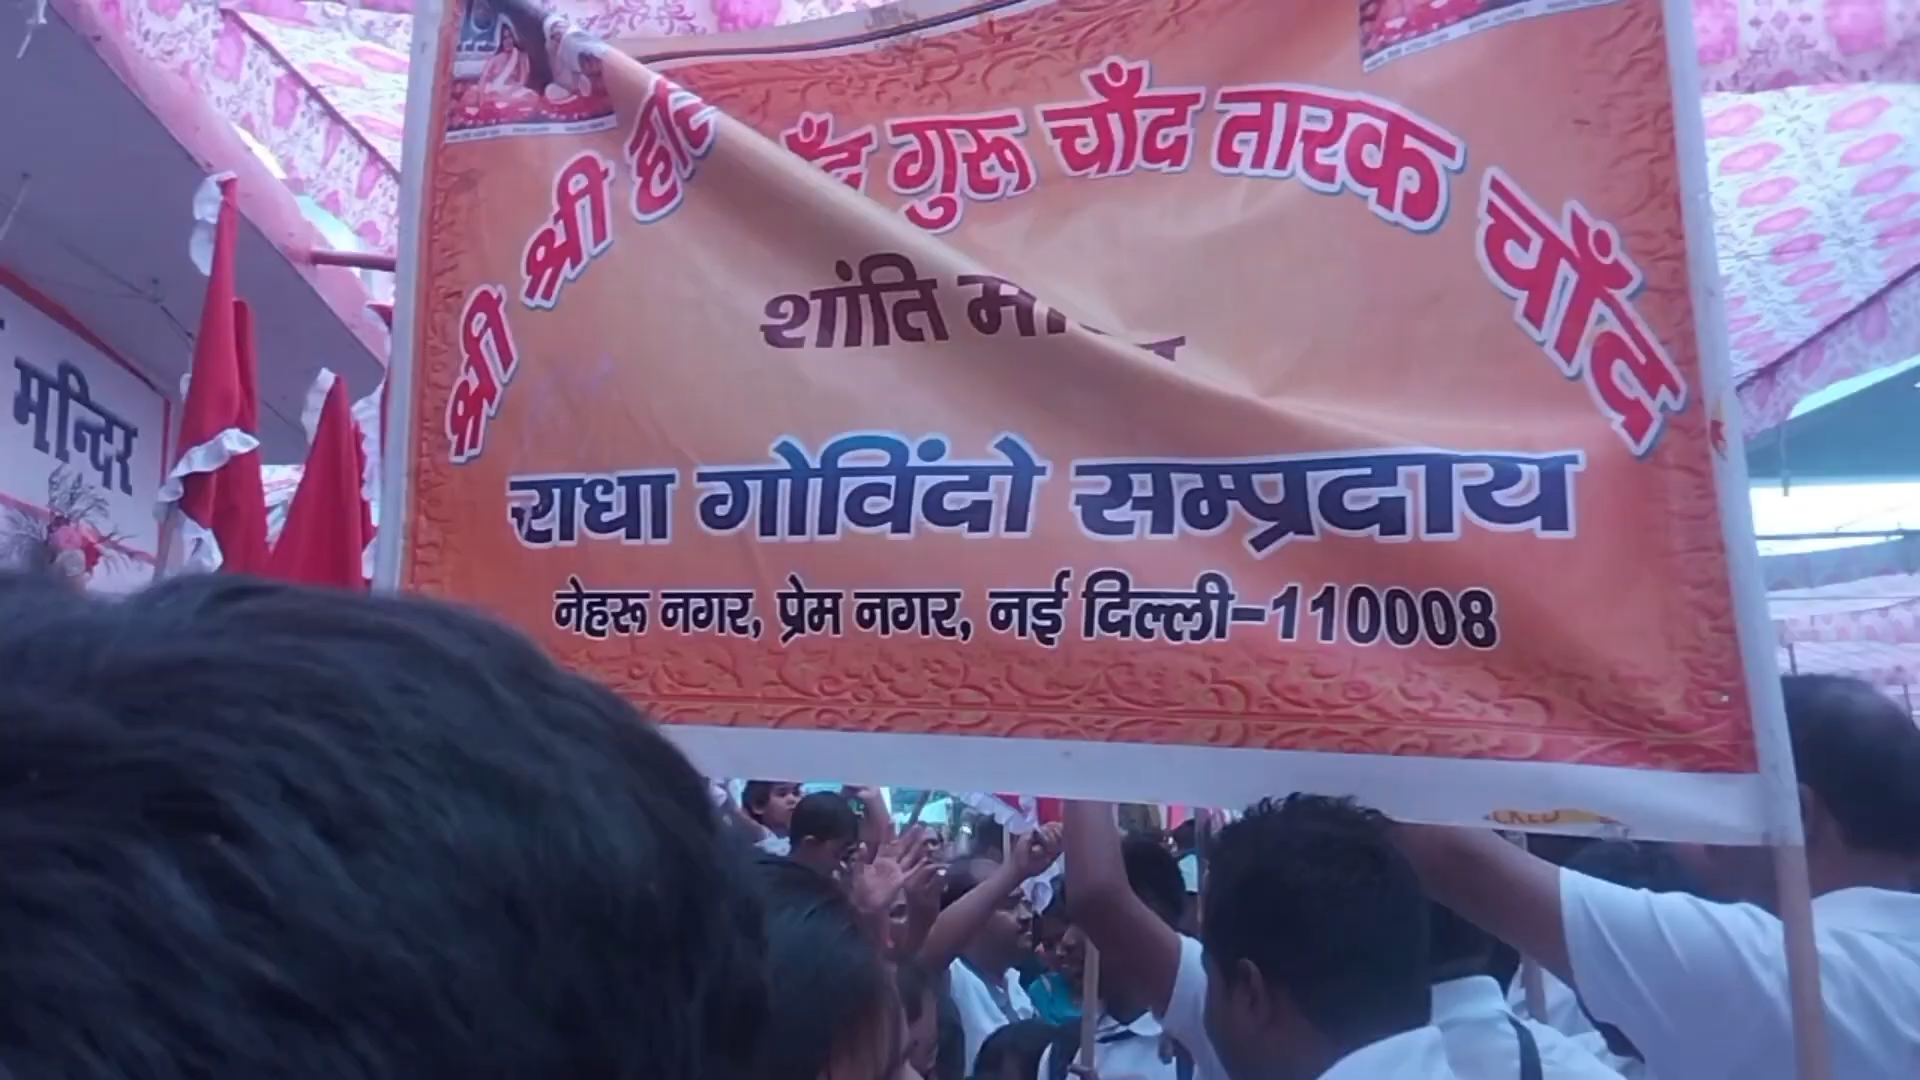 श्री श्री गुरू चाँद तारक चाँद
शांति
राधा गोविंदो सम्प्रदाय
नेहरू नगर, प्रेम नगर, नई दिल्ली-110008
मन्दिर